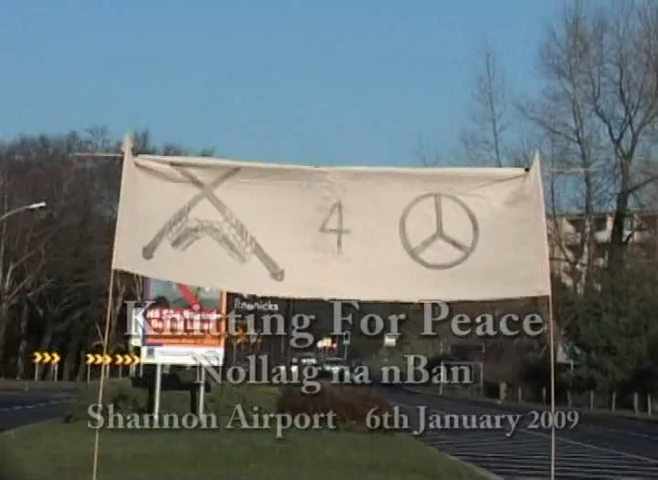 4
Knitting For Peace
Nollaig na nBan
Shannon Airport 6th January 2009